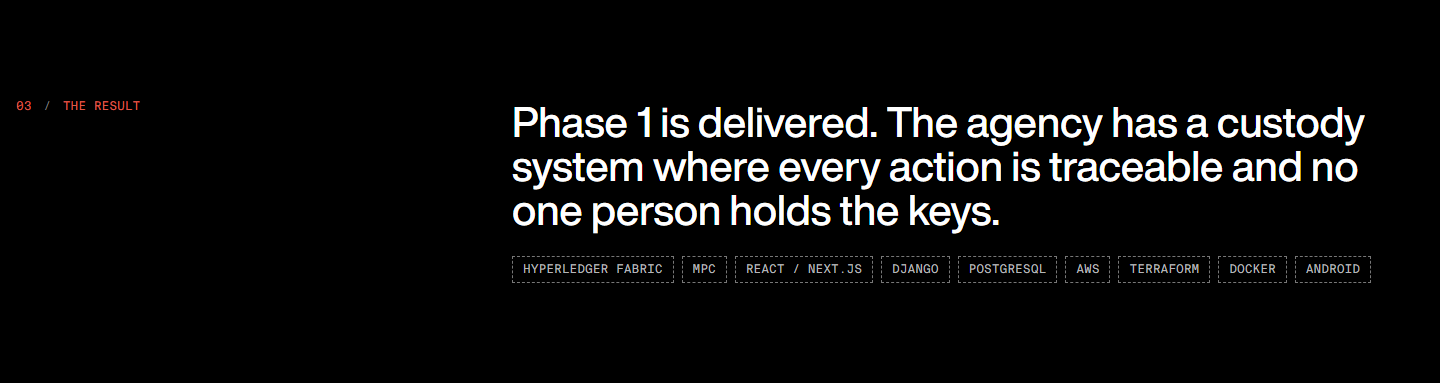 03 / THE RESULT
Phase 1 is delivered. The agency has a custody
system where every action is traceable and no
one person holds the keys.
HYPERLEDGER FABRIC MPC REACT / NEXT.JS DJANGO POSTGRESQL AWS TERRAFORM DOCKER ANDROID